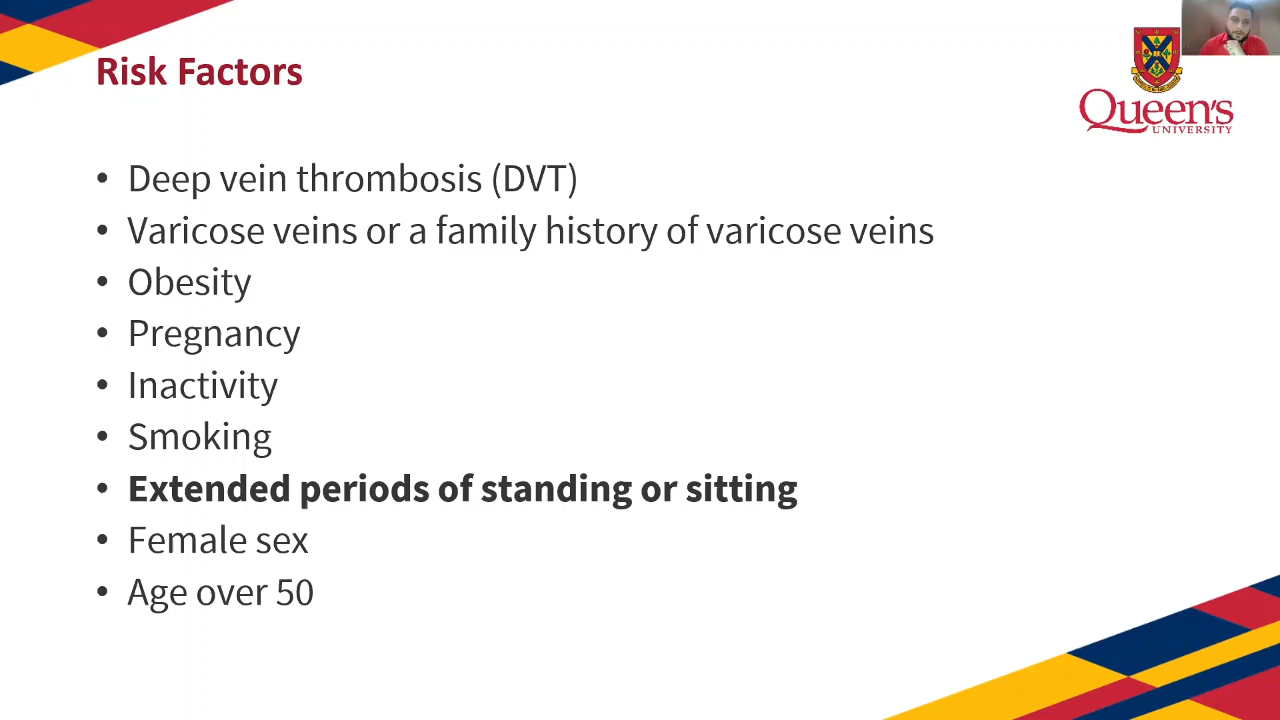 Risk Factors
Queen's
UNIVERSITY
• Deep vein thrombosis (DVT)
• Varicose veins or a family history of varicose veins
• Obesity
• Pregnancy
• Inactivity
• Smoking
• Extended periods of standing or sitting
• Female sex
• Age over 50